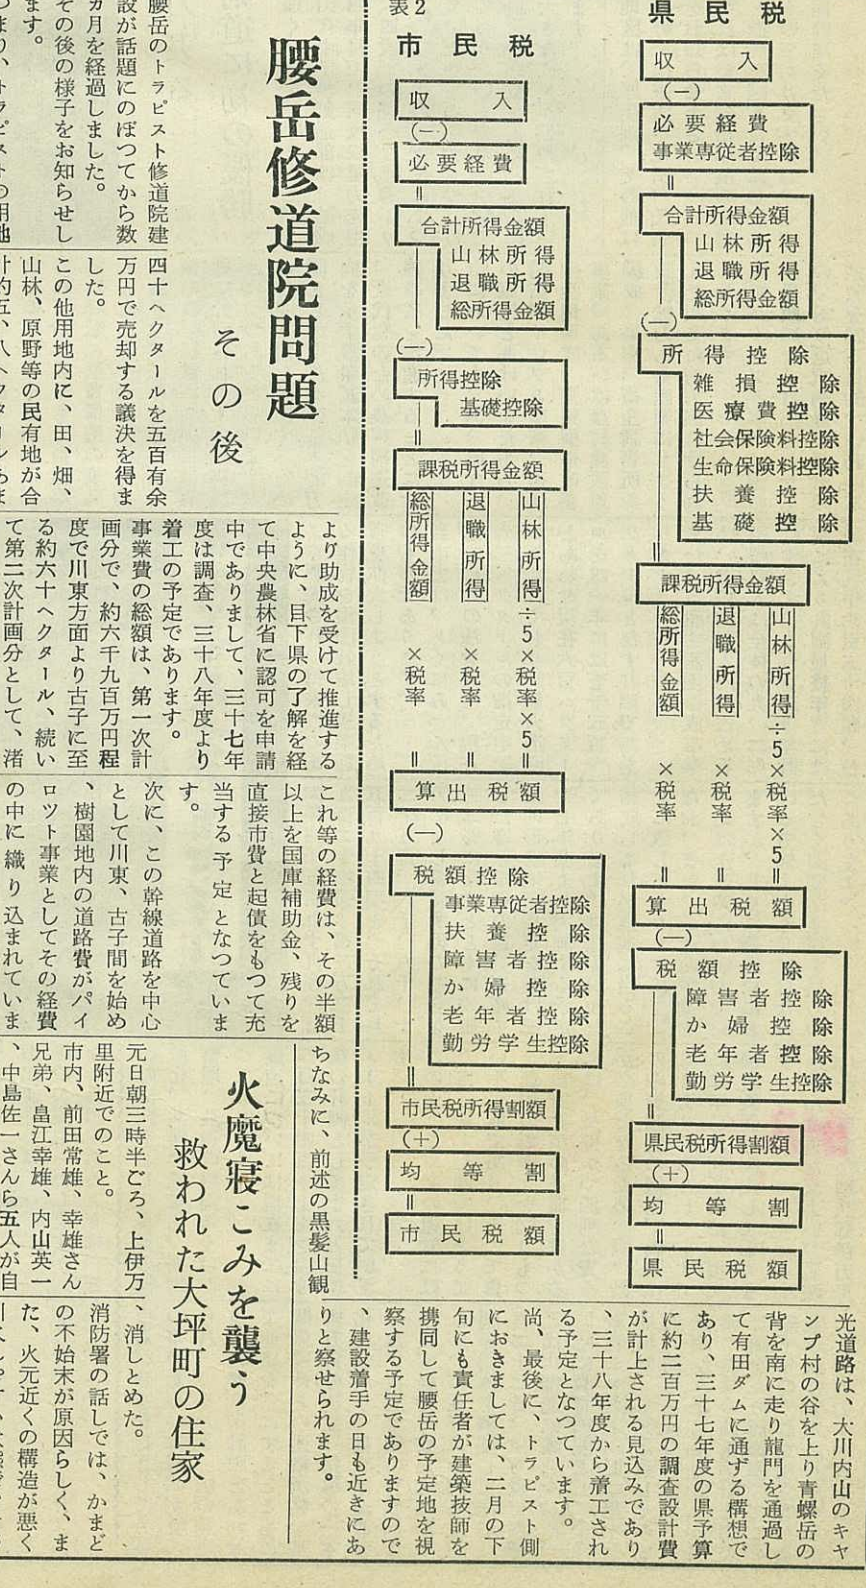 県民税
収入
(一)
必要経費
事業専従者控除
＝
合計所得金額
山林所得
退職所得
総所得金額
(一)
所得控除
雑損控除
医療費控除
社会保険料控除
生命保険料控除
扶養控除
基礎控除
＝
課税所得金額
山林所得÷5×税率×5＝
退職所得×税率＝
総所得金額×税率＝
算出税額
(一)
税額控除
障害者控除
か婦控除
老年者控除
勤労学生控除
＝
県民税所得割額
(＋)
均等割
＝
県民税額
表2
市民税
収入
(一)
必要経費
＝
合計所得金額
山林所得
退職所得
総所得金額
(一)
所得控除
基礎控除
＝
課税所得金額
山林所得÷5×税率×5＝
退職所得×税率＝
総所得金額×税率＝
算出税額
(一)
税額控除
事業専従者控除
扶養控除
障害者控除
か婦控除
老年者控除
勤労学生控除
＝
市民税所得割額
(＋)
均等割
＝
市民税額
腰岳修道院問題
その後
腰岳のトラピスト修道院建
設が話題にのぼつてから数
ヵ月を経過しました。
その後の様子をお知らせし
ます。
四十ヘクタールを五百有余
万円で売却する議決を得ま
した。
この他用地内に、田、畑、
山林、原野等の民有地が合
より助成を受けて推進する
ように、目下県の了解を経
て中央農林省に認可を申請
中でありまして、三十七年
度は調査、三十八年度より
着工の予定であります。
事業費の総額は、第一次計
画分で、約六千九百万円程
度で川東方面より古子に至
る約六十ヘクタール、続い
て第二次計画分として、渚
これ等の経費は、その半額
以上を国庫補助金、残りを
直接市費と起債をもつて充
当する予定となつていま
す。
次に、この幹線道路を中心
として川東、古子間を始め
、樹園地内の道路費がパイ
ロツト事業としてその経費
の中に織り込まれていま
ちなみに、前述の黒髪山観
光道路は、大川内山のキャ
ンプ村の谷を上り青螺岳の
背を南に走り龍門を通過し
て有田ダムに通ずる構想で
あり、三十七年度の県予算
に約二百万円の調査設計費
が計上される見込みであり
、三十八年度から着工され
る予定となつています。
尚、最後に、トラピスト側
におきましては、二月の下
旬にも責任者が建築技師を
携同して腰岳の予定地を視
察する予定でありますので
、建設着手の日も近きにあ
りと察せられます。
火魔寝こみを襲う
救われた大坪町の住家
元日朝三時半ごろ、上伊万
里附近でのこと。
市内、前田常雄、幸雄さん
兄弟、畠江幸雄、内山英一
、中島佐一さんら五人が自
、消しとめた。
消防署の話しでは、かまど
の不始末が原因らしく、ま
た、火元近くの構造が悪く